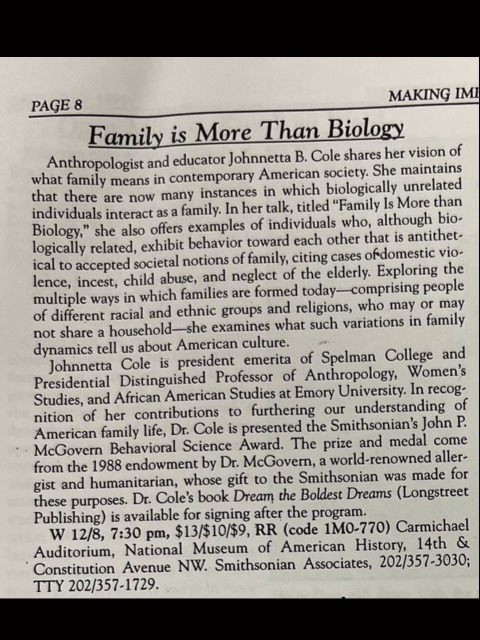 PAGE 8
MAKING IM
Family is More Than Biology
Anthropologist and educator Johnnetta B. Cole shares her vision of
what family means in contemporary American society. She maintains
that there are now many instances in which biologically unrelated
individuals interact as a family. In her talk, titled “Family Is More than
Biology,” she also offers examples of individuals who, although bio-
logically related, exhibit behavior toward each other that is antithet-
ical to accepted societal notions of family, citing cases of domestic vio-
lence, incest, child abuse, and neglect of the elderly. Exploring the
multiple ways in which families are formed today—comprising people
of different racial and ethnic groups and religions, who may or may
not share a household—she examines what such variations in family
dynamics tell us about American culture.
Johnnetta Cole is president emerita of Spelman College and
Presidential Distinguished Professor of Anthropology, Women's
Studies, and African American Studies at Emory University. In recog-
nition of her contributions to furthering our understanding of
American family life, Dr. Cole is presented the Smithsonian's John P.
McGovern Behavioral Science Award. The prize and medal come
from the 1988 endowment by Dr. McGovern, a world-renowned aller-
gist and humanitarian, whose gift to the Smithsonian was made for
these purposes. Dr. Cole's book Dream the Boldest Dreams (Longstreet
Publishing) is available for signing after the program.
W 12/8, 7:30 pm, $13/$10/$9, RR (code 1M0-770) Carmichael
Auditorium, National Museum of American History, 14th &
Constitution Avenue NW. Smithsonian Associates, 202/357-3030;
TTY 202/357-1729.